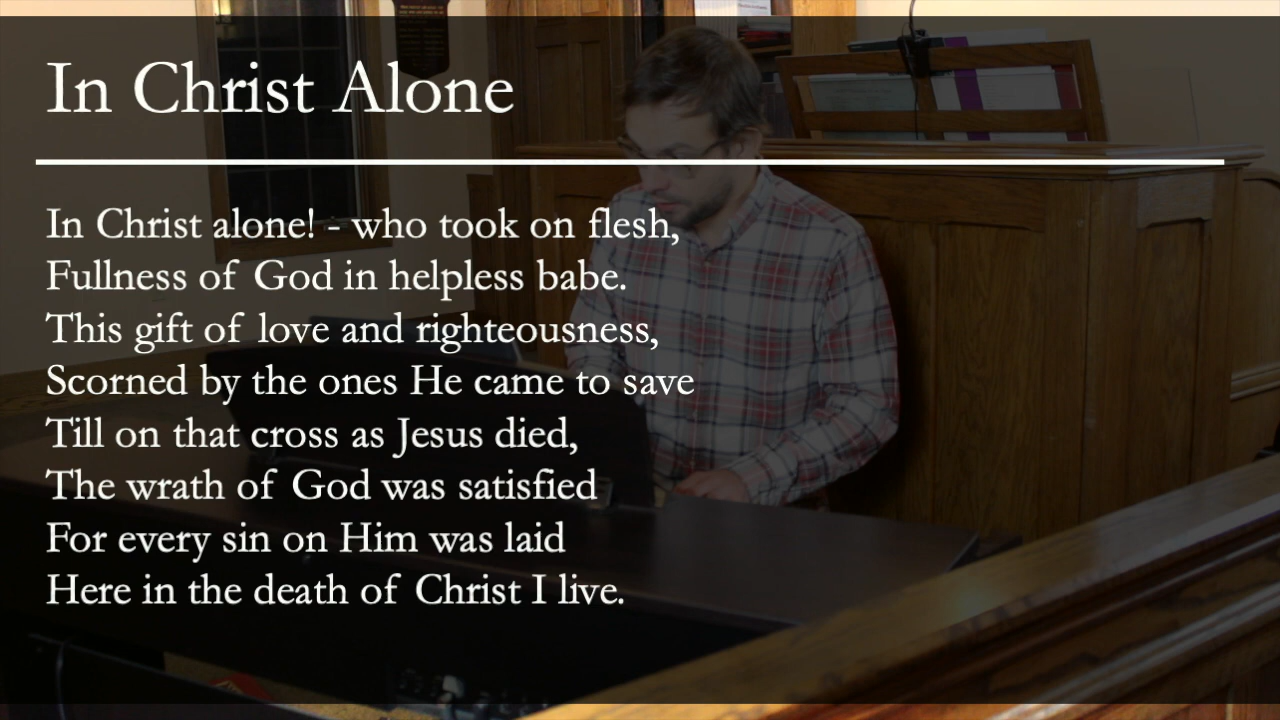 In Christ Alone
In Christ alone! - who took on flesh,
Fullness of God in helpless babe.
This gift of love and righteousness,
Scorned by the ones He came to save
Till on that cross as Jesus died,
The wrath of God was satisfied
For every sin on Him was laid
Here in the death of Christ I live.